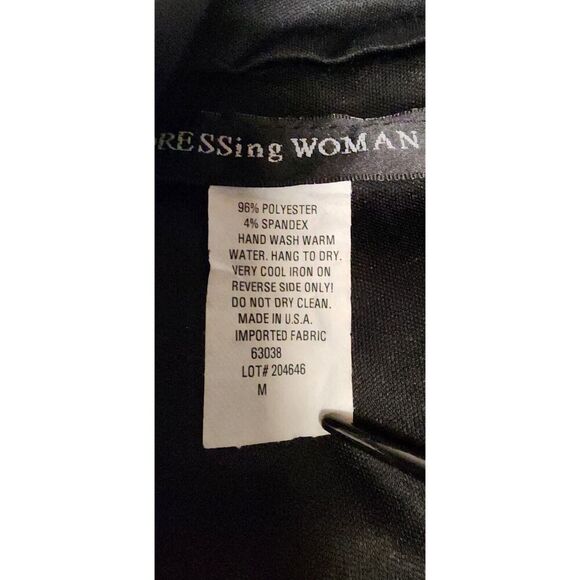 DRESSing WOMAN
96% POLYESTER
4% SPANDEX
HAND WASH WARM
WATER. HANG TO DRY.
VERY COOL IRON ON
REVERSE SIDE ONLY!
DO NOT DRY CLEAN.
MADE IN U.S.A.
IMPORTED FABRIC
63038
LOT# 204646
M